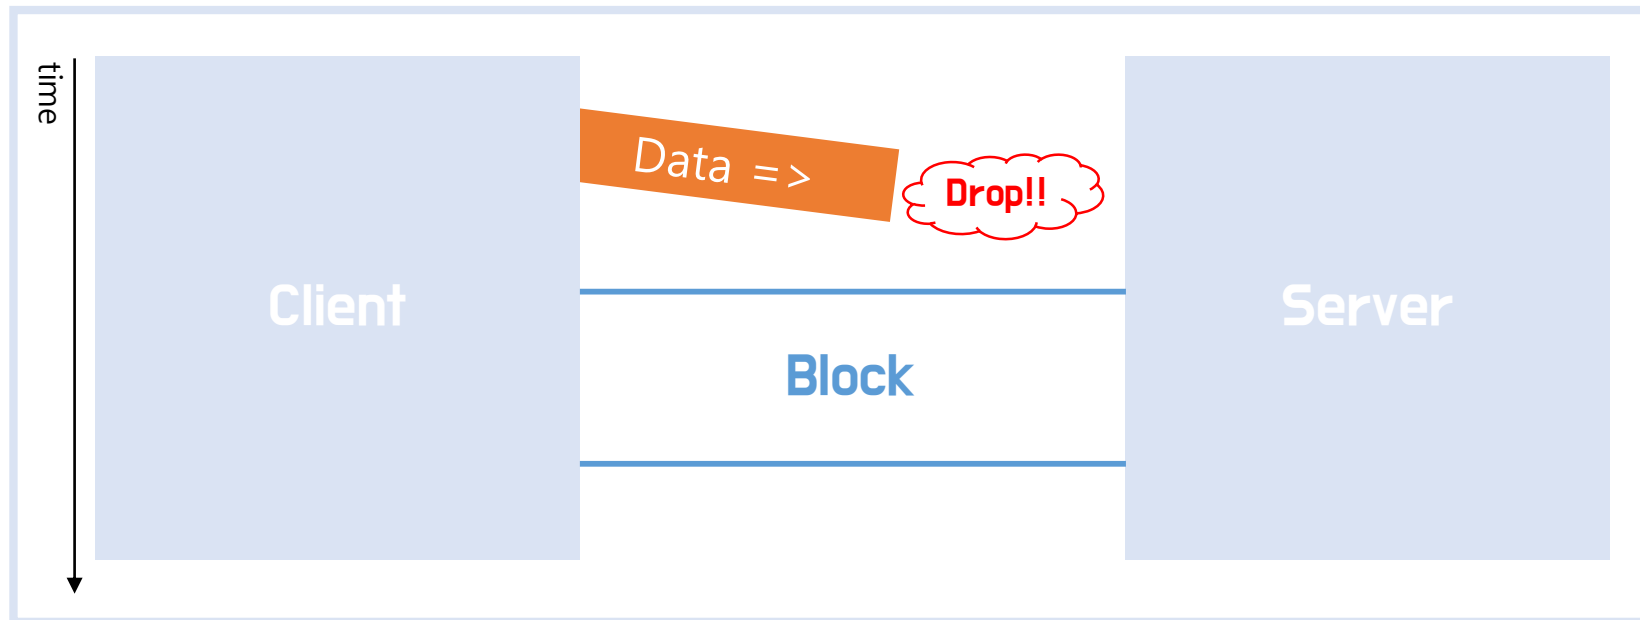 time
Data =>
Drop!!
Client
Server
Block